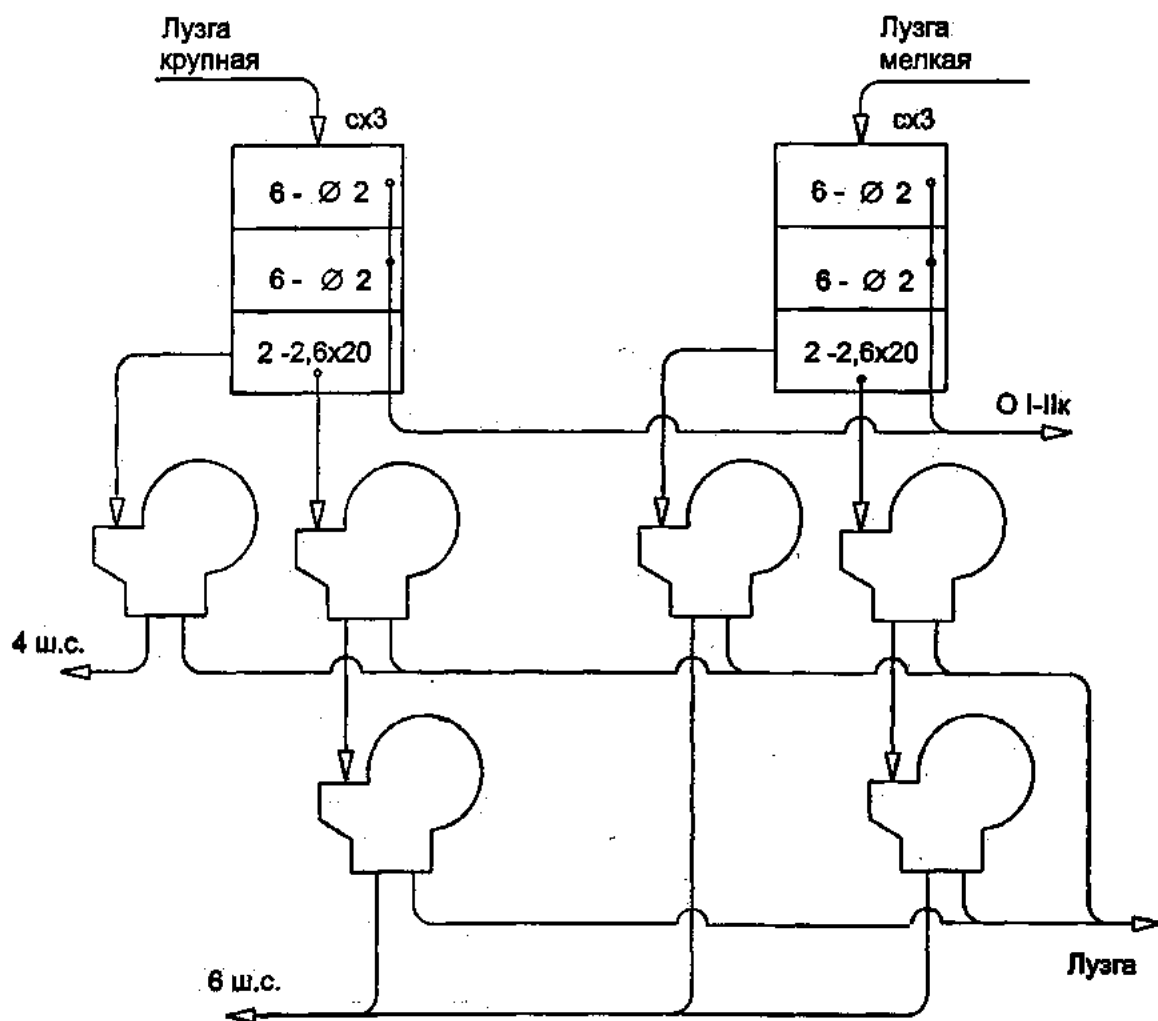 Лузга
крупная
Лузга
мелкая
сх3
сх3
6 - Ø 2
6 - Ø 2
6 - Ø 2
6 - Ø 2
2 -2,6х20
2 -2,6х20
О I-IIк
4 ш.с.
Лузга
6 ш.с.